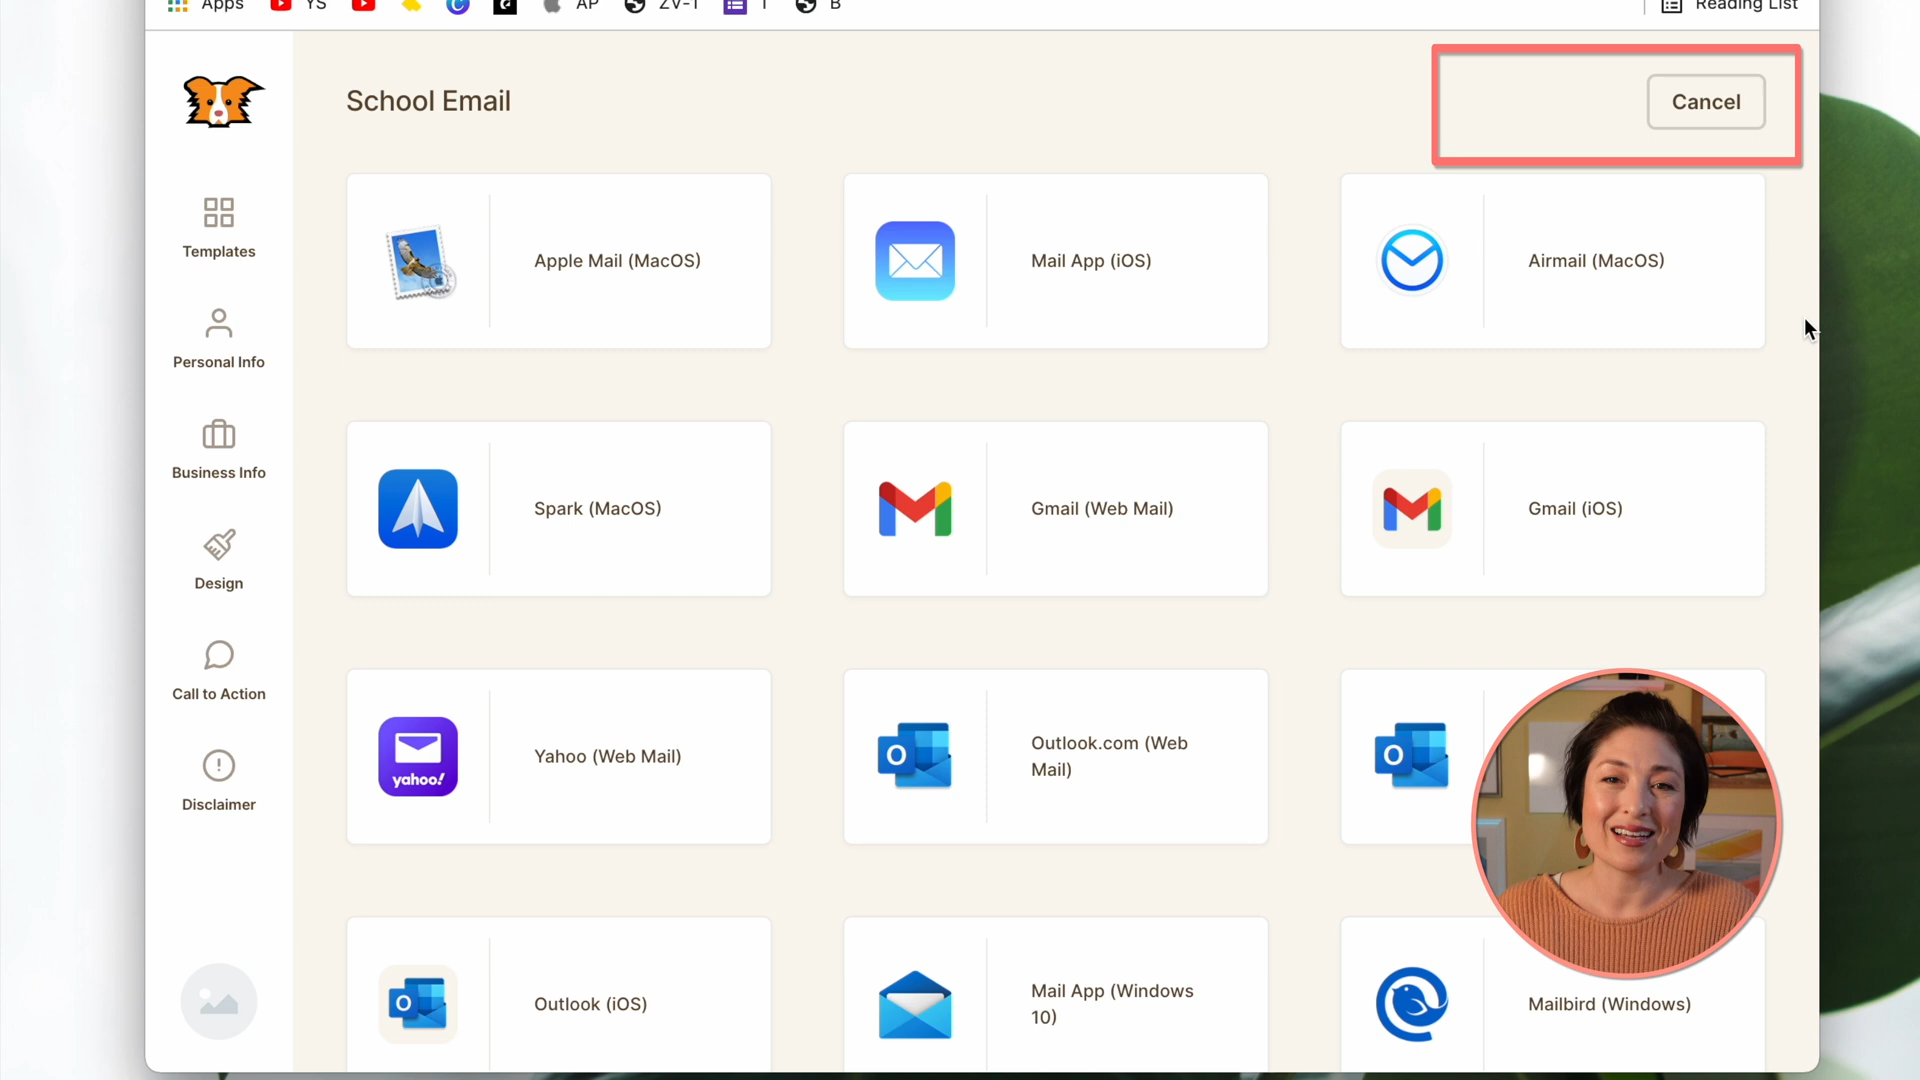 Apps
YS
AP
ZV-1
T
B
Reading List
School Email
Cancel
Apple Mail (MacOS)
Mail App (iOS)
Airmail (MacOS)
Templates
Personal Info
Business Info
Design
Call to Action
Disclaimer
Spark (MacOS)
Gmail (Web Mail)
Gmail (iOS)
yahoo!
Yahoo (Web Mail)
Outlook.com (Web
Mail)
Outlook (iOS)
Mail App (Windows
10)
Mailbird (Windows)